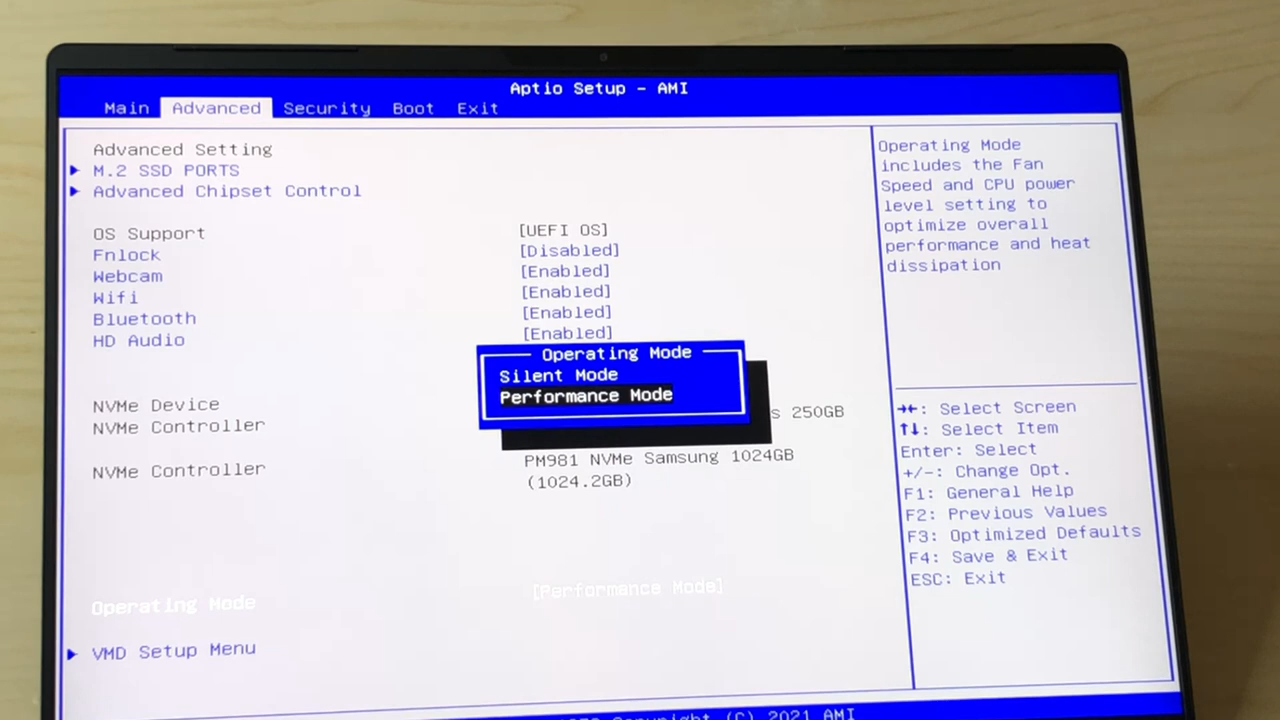 Aptio Setup - AMI
Main Advanced Security Boot Exit
Advanced Setting
M.2 SSD PORTS
Advanced Chipset Control
OS Support [UEFI OS]
Fnlock [Disabled]
Webcam [Enabled]
Wifi [Enabled]
Bluetooth [Enabled]
HD Audio [Enabled]
Operating Mode
Silent Mode
Performance Mode
NVMe Device
NVMe Controller s 250GB
NVMe Controller PM981 NVMe Samsung 1024GB
(1024.2GB)
Operating Mode [Performance Mode]
VMD Setup Menu
Operating Mode
includes the Fan
Speed and CPU power
level setting to
optimize overall
performance and heat
dissipation
→←: Select Screen
↑↓: Select Item
Enter: Select
+/-: Change Opt.
F1: General Help
F2: Previous Values
F3: Optimized Defaults
F4: Save & Exit
ESC: Exit
Copyright (C) 2021 AMI